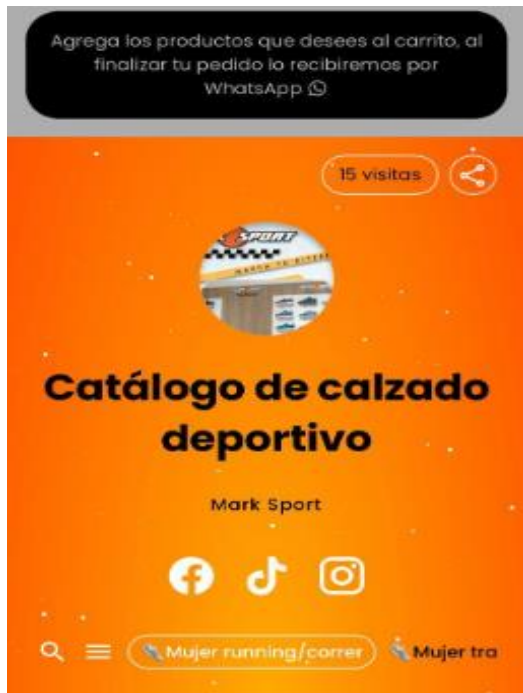 Agrega los productos que desees al carrito, al
finalizar tu pedido lo recibiremos por
WhatsApp
15 visitas
SPORT
Catálogo de calzado
deportivo
Mark Sport
Mujer running/correr
Mujer tra